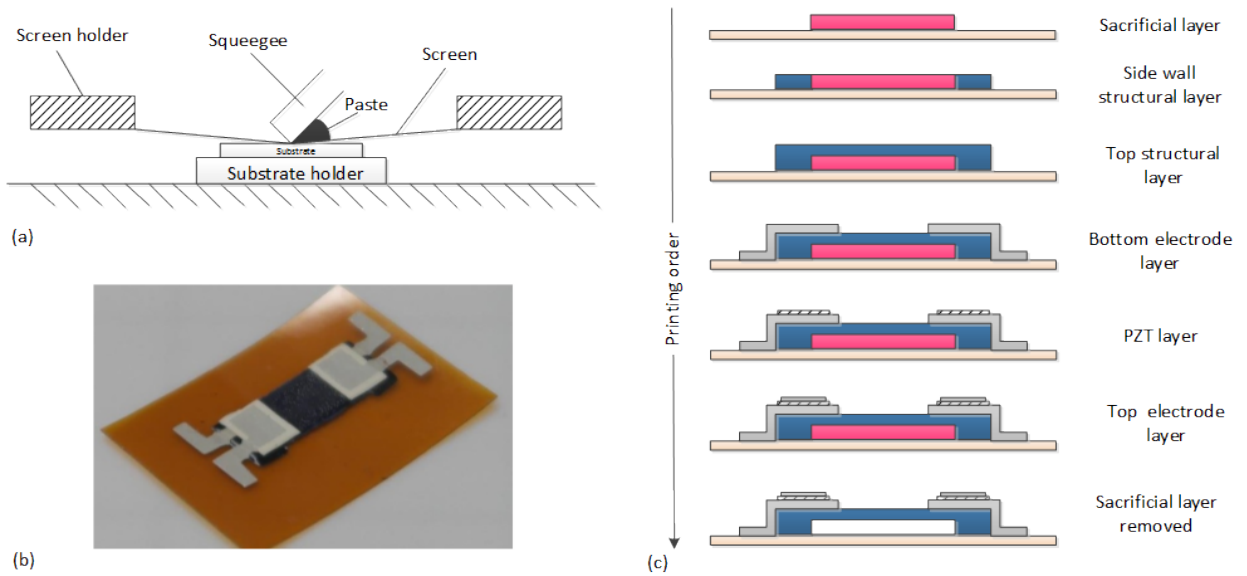 Screen holder
Squeegee
Screen
Paste
Substrate
Substrate holder
(a)
(b)
Printing order
(c)
Sacrificial layer
Side wall
structural layer
Top structural
layer
Bottom electrode
layer
PZT layer
Top electrode
layer
Sacrificial layer
removed